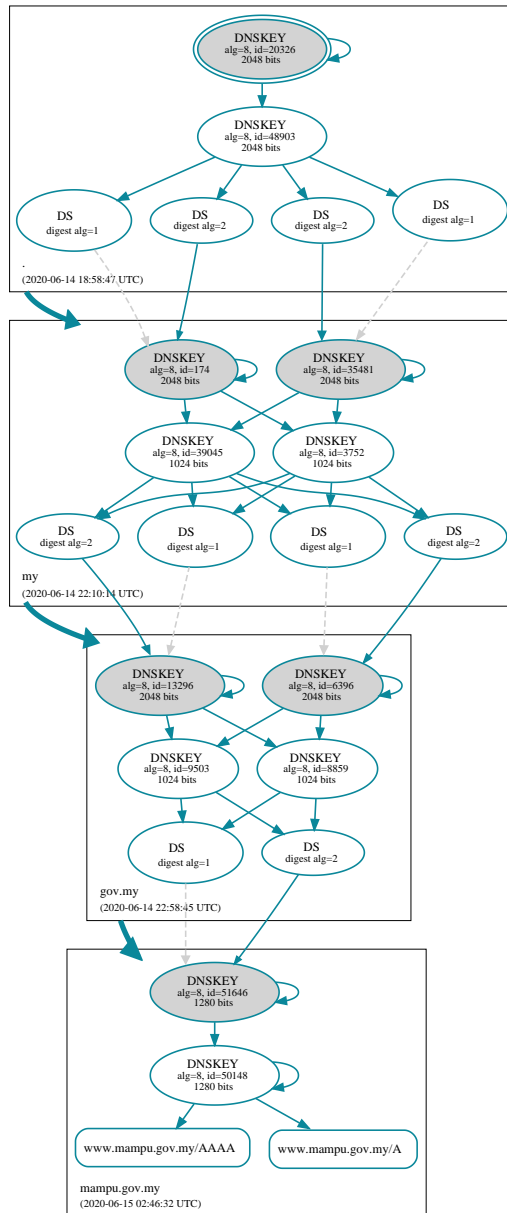 DNSKEY
alg=8, id=20326
2048 bits
DNSKEY
alg=8, id=48903
2048 bits
DS
digest alg=1
DS
digest alg=2
DS
digest alg=2
DS
digest alg=1
.
(2020-06-14 18:58:47 UTC)
DNSKEY
alg=8, id=174
2048 bits
DNSKEY
alg=8, id=35481
2048 bits
DNSKEY
alg=8, id=39045
1024 bits
DNSKEY
alg=8, id=3752
1024 bits
DS
digest alg=2
DS
digest alg=1
DS
digest alg=1
DS
digest alg=2
my
(2020-06-14 22:10:14 UTC)
DNSKEY
alg=8, id=13296
2048 bits
DNSKEY
alg=8, id=6396
2048 bits
DNSKEY
alg=8, id=9503
1024 bits
DNSKEY
alg=8, id=8859
1024 bits
DS
digest alg=1
DS
digest alg=2
gov.my
(2020-06-14 22:58:45 UTC)
DNSKEY
alg=8, id=51646
1280 bits
DNSKEY
alg=8, id=50148
1280 bits
www.mampu.gov.my/AAAA
www.mampu.gov.my/A
mampu.gov.my
(2020-06-15 02:46:32 UTC)